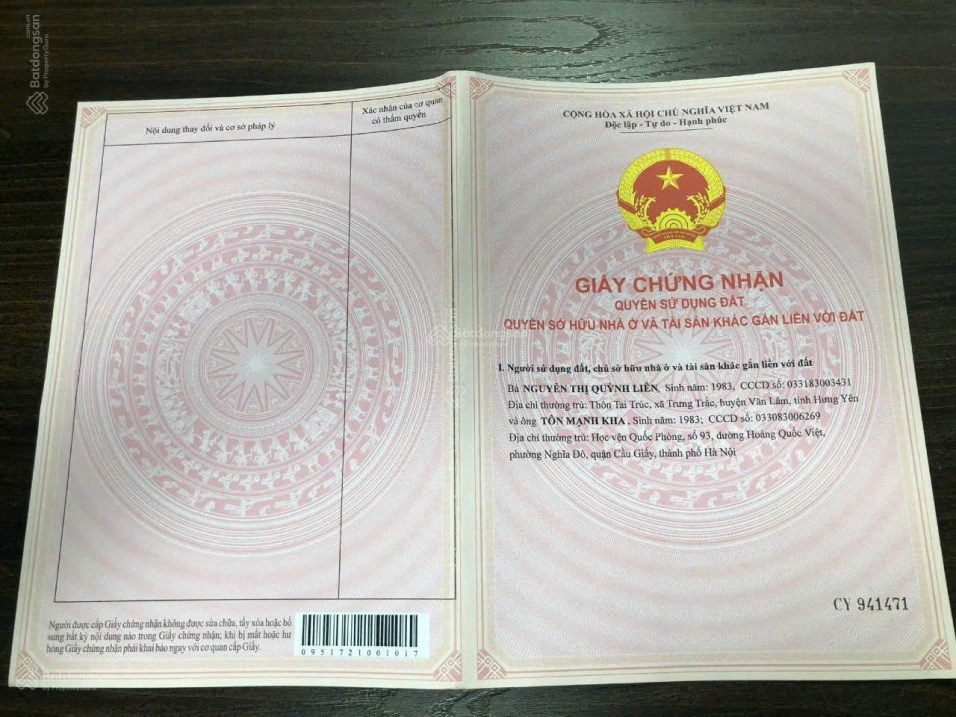 Nội dung thay đổi và cơ sở pháp lý
Xác nhận của cơ quan
có thẩm quyền
Người được cấp Giấy chứng nhận không được sửa chữa, tẩy xóa hoặc bổ
sung bất kỳ nội dung nào trong Giấy chứng nhận; khi bị mất hoặc hư
hỏng Giấy chứng nhận phải khai báo ngay với cơ quan cấp Giấy.
0951721001017
CỘNG HÒA XÃ HỘI CHỦ NGHĨA VIỆT NAM
Độc lập - Tự do - Hạnh phúc
GIẤY CHỨNG NHẬN
QUYỀN SỬ DỤNG ĐẤT
QUYỀN SỞ HỮU NHÀ Ở VÀ TÀI SẢN KHÁC GẮN LIỀN VỚI ĐẤT
I. Người sử dụng đất, chủ sở hữu nhà ở và tài sản khác gắn liền với đất
Bà NGUYỄN THỊ QUỲNH LIÊN, Sinh năm: 1983, CCCD số: 033183003431
Địa chỉ thường trú: Thôn Tuấn Trúc, xã Trưng Trắc, huyện Văn Lâm, tỉnh Hưng Yên
và ông TÔN MẠNH KHA, Sinh năm: 1983; CCCD số: 033083006269
Địa chỉ thường trú: Học vện Quốc Phòng, số 93, đường Hoàng Quốc Việt,
phường Nghĩa Đô, quận Cầu Giấy, thành phố Hà Nội
CY 941471
Batdongsan
by PropertyGuru